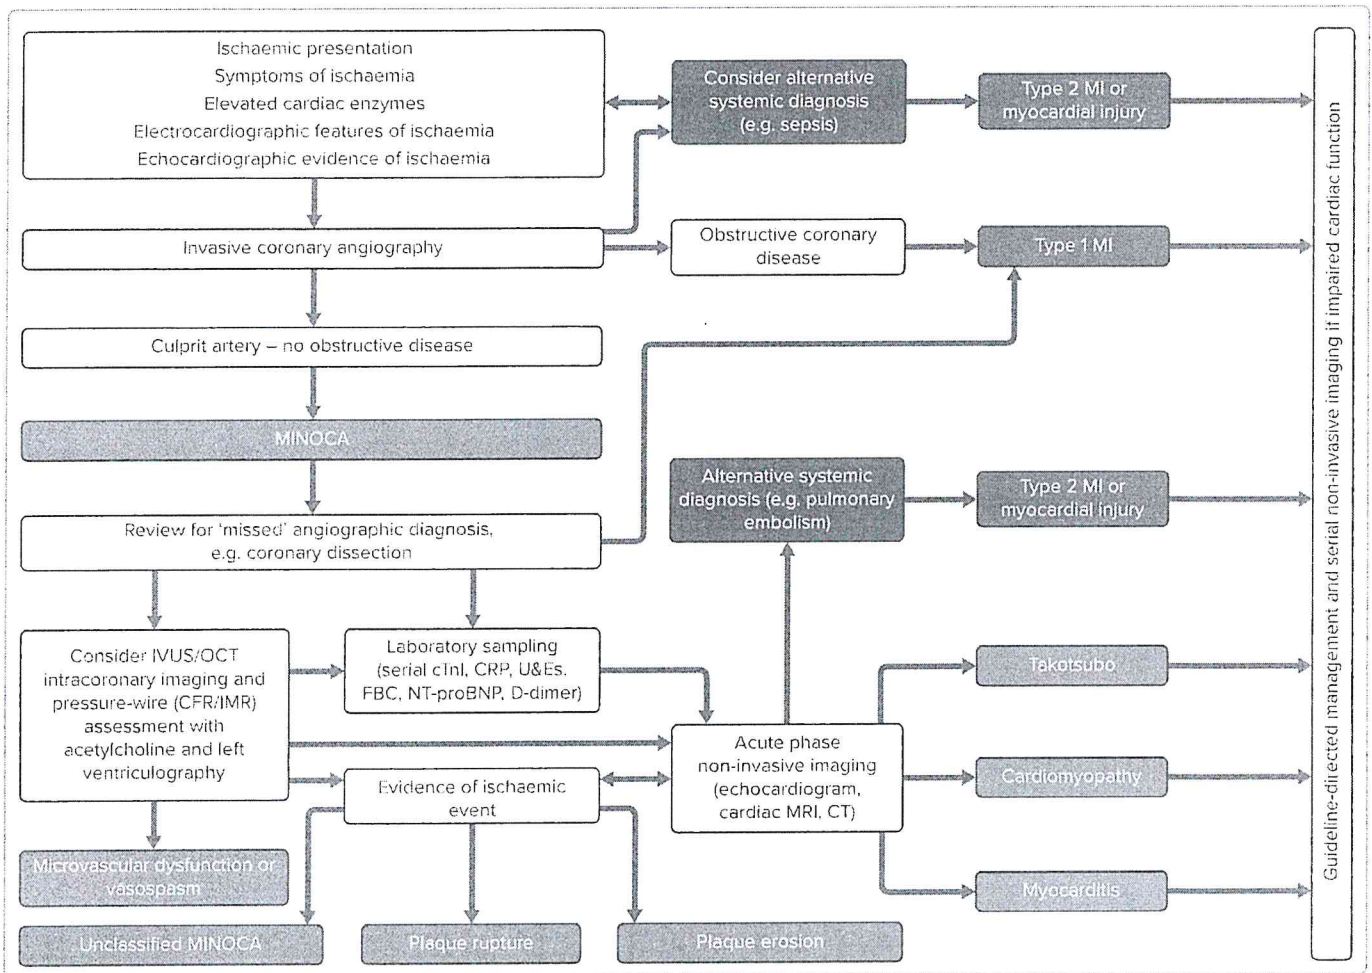 Ischaemic presentation
Symptoms of ischaemia
Elevated cardiac enzymes
Electrocardiographic features of ischaemia
Echocardiographic evidence of ischaemia
Consider alternative
systemic diagnosis
(e.g. sepsis)
Type 2 MI or
myocardial injury
Invasive coronary angiography
Obstructive coronary
disease
Type 1 MI
Culprit artery – no obstructive disease
MINOCA
Review for 'missed' angiographic diagnosis,
e.g. coronary dissection
Alternative systemic
diagnosis (e.g. pulmonary
embolism)
Type 2 MI or
myocardial injury
Consider IVUS/OCT
intracoronary imaging and
pressure-wire (CFR/IMR)
assessment with
acetylcholine and left
ventriculography
Laboratory sampling
(serial cTnI, CRP, U&Es,
FBC, NT-proBNP, D-dimer)
Evidence of ischaemic
event
Acute phase
non-invasive imaging
(echocardiogram,
cardiac MRI, CT)
Takotsubo
Cardiomyopathy
Myocarditis
Microvascular dysfunction or
vasospasm
Unclassified MINOCA
Plaque rupture
Plaque erosion
Guideline-directed management and serial non-invasive imaging if impaired cardiac function